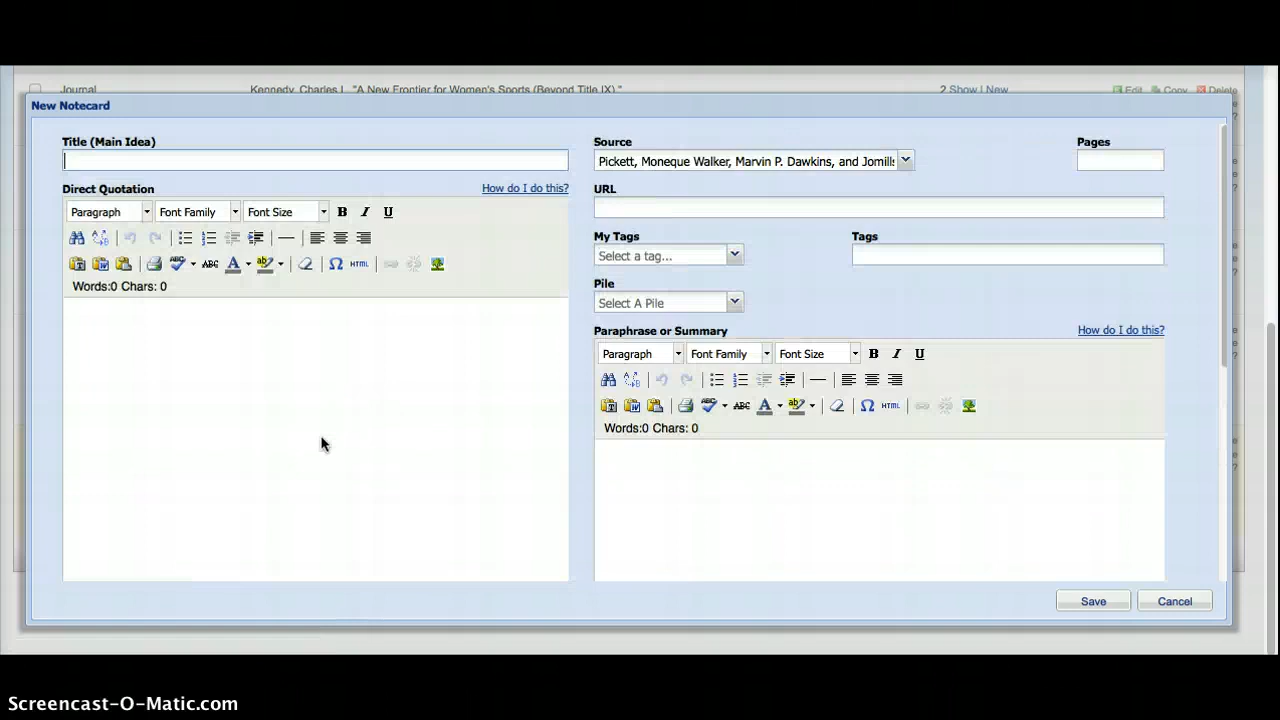 Journal Kennedy, Charles L. "A New Frontier for Women's Sports (Beyond Title IX)." 2 Show | New Edit Copy Delete
New Notecard
Title (Main Idea) Source Pages
Pickett, Moneque Walker, Marvin P. Dawkins, and Jomills
Direct Quotation How do I do this? URL
Paragraph Font Family Font Size B I U
My Tags Tags
Select a tag...
ABC A ab Ω HTML
Pile
Words:0 Chars: 0
Select A Pile
Paraphrase or Summary How do I do this?
Paragraph Font Family Font Size B I U
ABC A ab Ω HTML
Words:0 Chars: 0
Save Cancel
Screencast-O-Matic.com